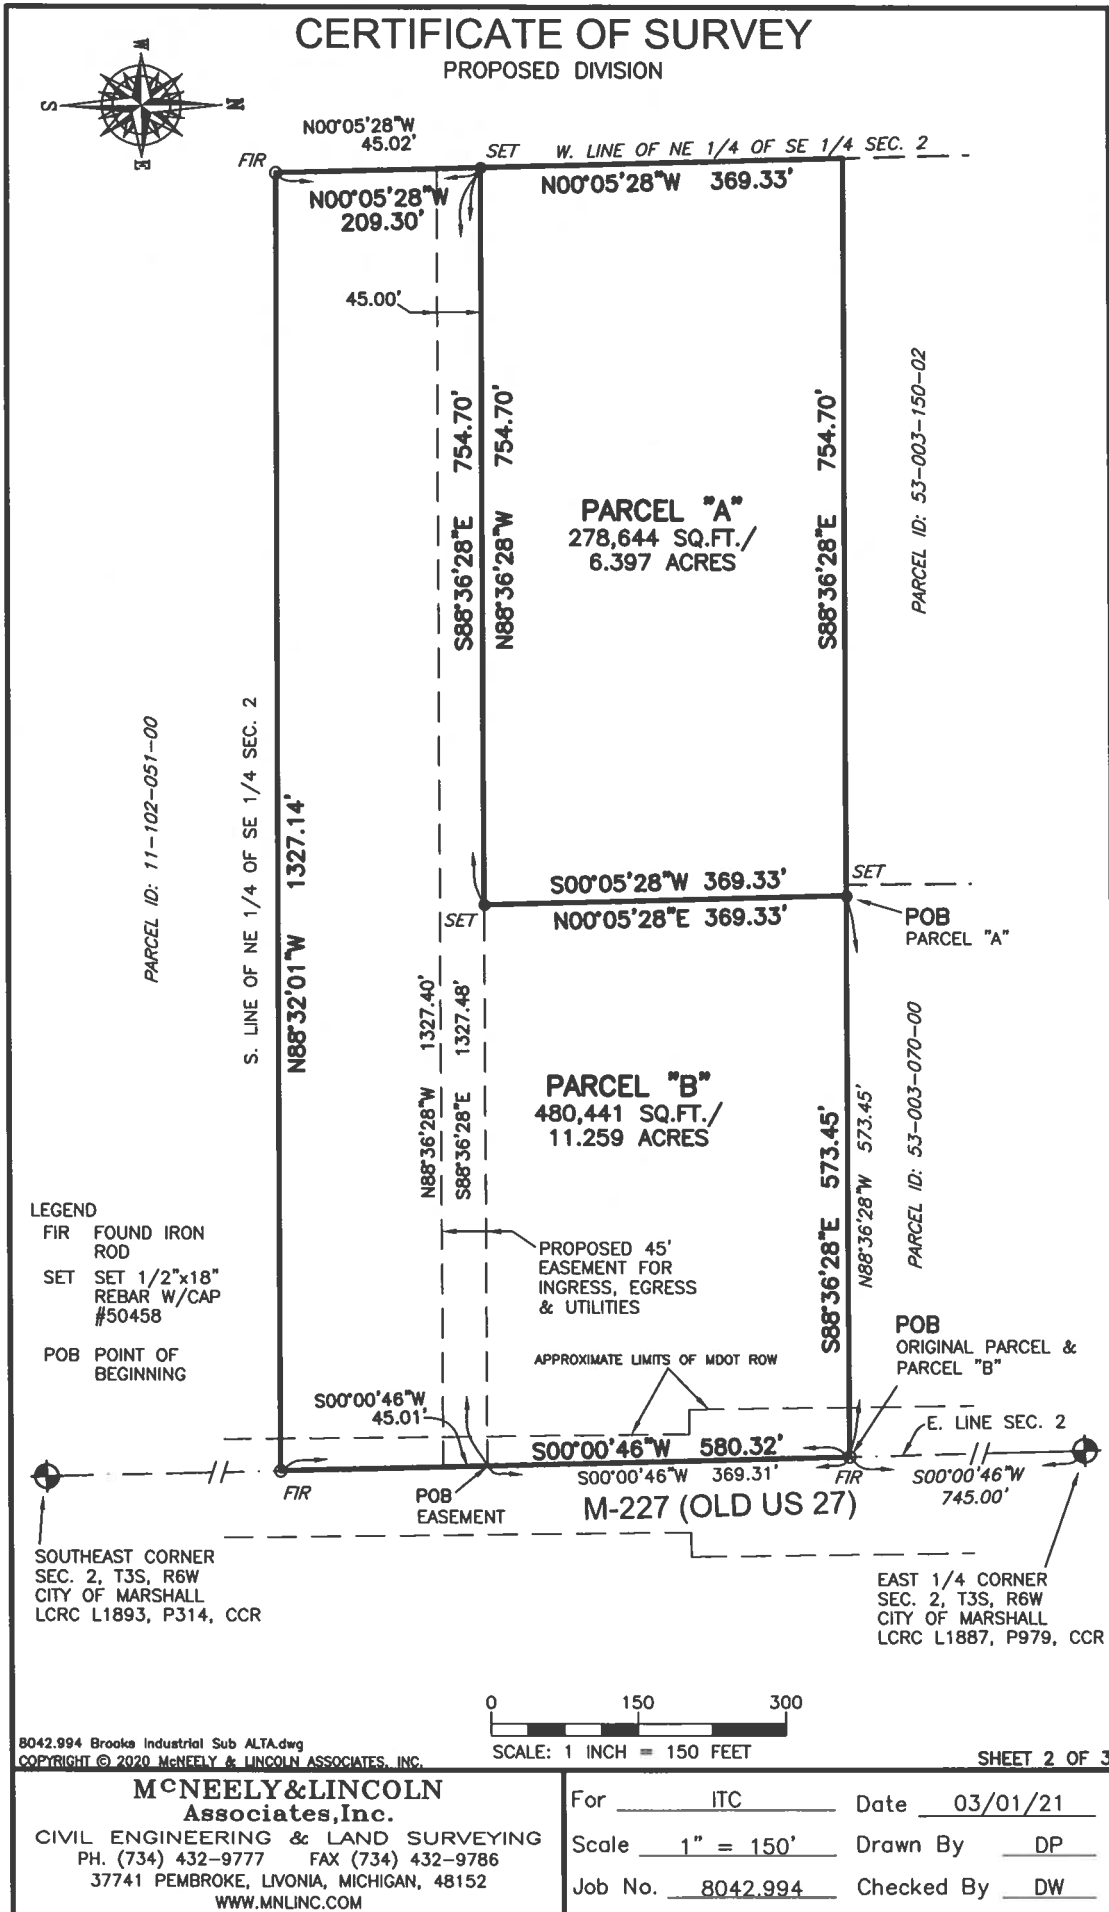 CERTIFICATE OF SURVEY
PROPOSED DIVISION
W
S
N
E
N00°05'28"W
45.02'
FIR
SET
W. LINE OF NE 1/4 OF SE 1/4 SEC. 2
N00°05'28"W
209.30'
N00°05'28"W 369.33'
45.00'
S88°36'28"E 754.70'
N88°36'28"W 754.70'
S88°36'28"E 754.70'
PARCEL ID: 53-003-150-02
PARCEL "A"
278,644 SQ.FT./
6.397 ACRES
PARCEL ID: 11-102-051-00
S. LINE OF NE 1/4 OF SE 1/4 SEC. 2
N88°32'01"W 1327.14'
S00°05'28"W 369.33'
N00°05'28"E 369.33'
SET
SET
POB
PARCEL "A"
N88°36'28"W 1327.40'
S88°36'28"E 1327.48'
PARCEL "B"
480,441 SQ.FT./
11.259 ACRES
S88°36'28"E 573.45'
N88°36'28"W 573.45'
PARCEL ID: 53-003-070-00
LEGEND
FIR FOUND IRON
ROD
SET SET 1/2"x18"
REBAR W/CAP
#50458
POB POINT OF
BEGINNING
PROPOSED 45'
EASEMENT FOR
INGRESS, EGRESS
& UTILITIES
POB
ORIGINAL PARCEL &
PARCEL "B"
APPROXIMATE LIMITS OF MDOT ROW
S00°00'46"W
45.01'
E. LINE SEC. 2
S00°00'46"W 580.32'
S00°00'46"W 369.31'
FIR
FIR
S00°00'46"W
745.00'
POB
EASEMENT
M-227 (OLD US 27)
SOUTHEAST CORNER
SEC. 2, T3S, R6W
CITY OF MARSHALL
LCRC L1893, P314, CCR
EAST 1/4 CORNER
SEC. 2, T3S, R6W
CITY OF MARSHALL
LCRC L1887, P979, CCR
0 150 300
SCALE: 1 INCH = 150 FEET
8042.994 Brooks Industrial Sub ALTA.dwg
COPYRIGHT © 2020 McNEELY & LINCOLN ASSOCIATES, INC.
SHEET 2 OF 3
McNEELY&LINCOLN
Associates,Inc.
CIVIL ENGINEERING & LAND SURVEYING
PH. (734) 432-9777 FAX (734) 432-9786
37741 PEMBROKE, LIVONIA, MICHIGAN, 48152
WWW.MNLINC.COM
For ITC
Date 03/01/21
Scale 1" = 150'
Drawn By DP
Job No. 8042.994
Checked By DW